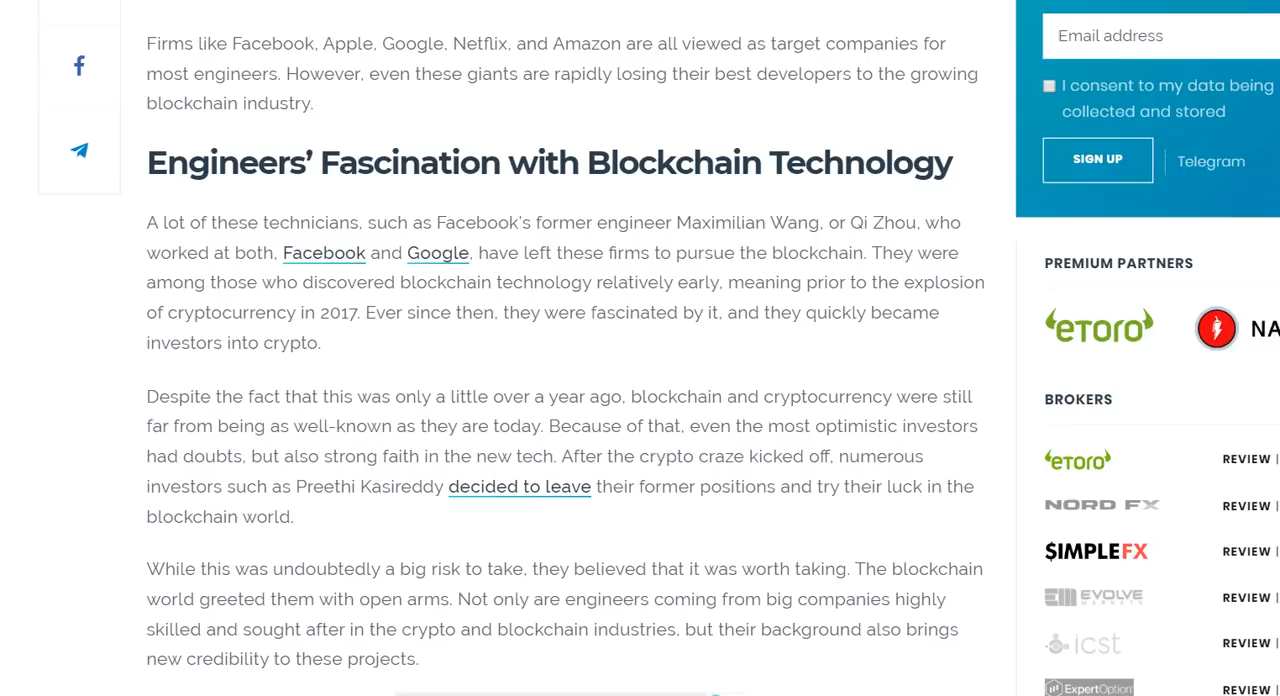 Firms like Facebook, Apple, Google, Netflix, and Amazon are all viewed as target companies for
most engineers. However, even these giants are rapidly losing their best developers to the growing
blockchain industry.
Engineers’ Fascination with Blockchain Technology
A lot of these technicians, such as Facebook’s former engineer Maximilian Wang, or Qi Zhou, who
worked at both, Facebook and Google, have left these firms to pursue the blockchain. They were
among those who discovered blockchain technology relatively early, meaning prior to the explosion
of cryptocurrency in 2017. Ever since then, they were fascinated by it, and they quickly became
investors into crypto.
Despite the fact that this was only a little over a year ago, blockchain and cryptocurrency were still
far from being as well-known as they are today. Because of that, even the most optimistic investors
had doubts, but also strong faith in the new tech. After the crypto craze kicked off, numerous
investors such as Preethi Kasireddy decided to leave their former positions and try their luck in the
blockchain world.
While this was undoubtedly a big risk to take, they believed that it was worth taking. The blockchain
world greeted them with open arms. Not only are engineers coming from big companies highly
skilled and sought after in the crypto and blockchain industries, but their background also brings
new credibility to these projects.
Email address
I consent to my data being
collected and stored
SIGN UP
Telegram
PREMIUM PARTNERS
eToro
NA
BROKERS
eToro REVIEW |
NORD FX REVIEW |
$IMPLEFX REVIEW |
EVOLVE MARKETS REVIEW |
icst REVIEW |
ExpertOption REVIEW |